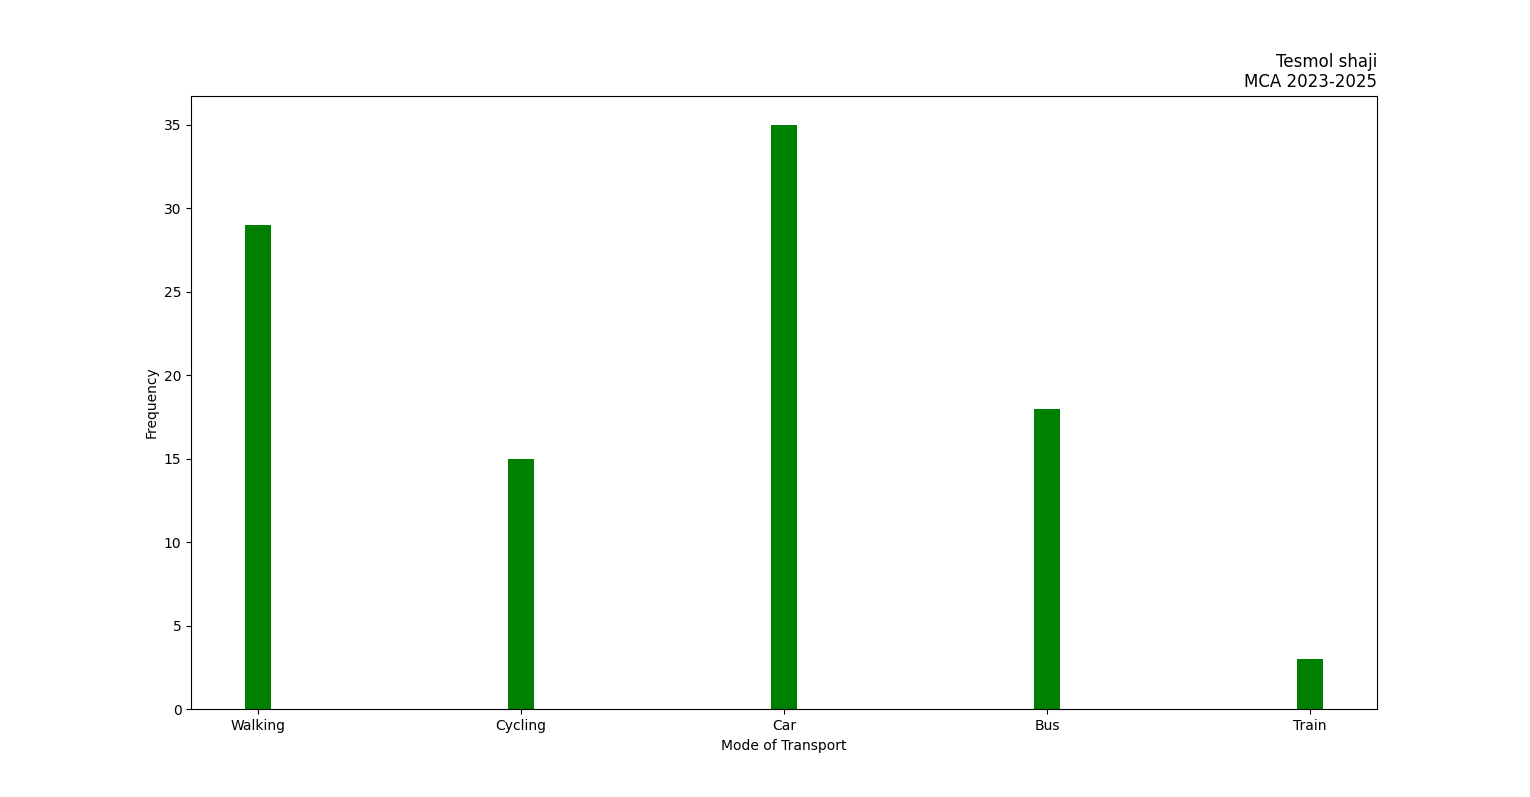 Tesmol shaji
MCA 2023-2025
35
30
25
20
15
10
5
0
Frequency
Walking Cycling Car Bus Train
Mode of Transport